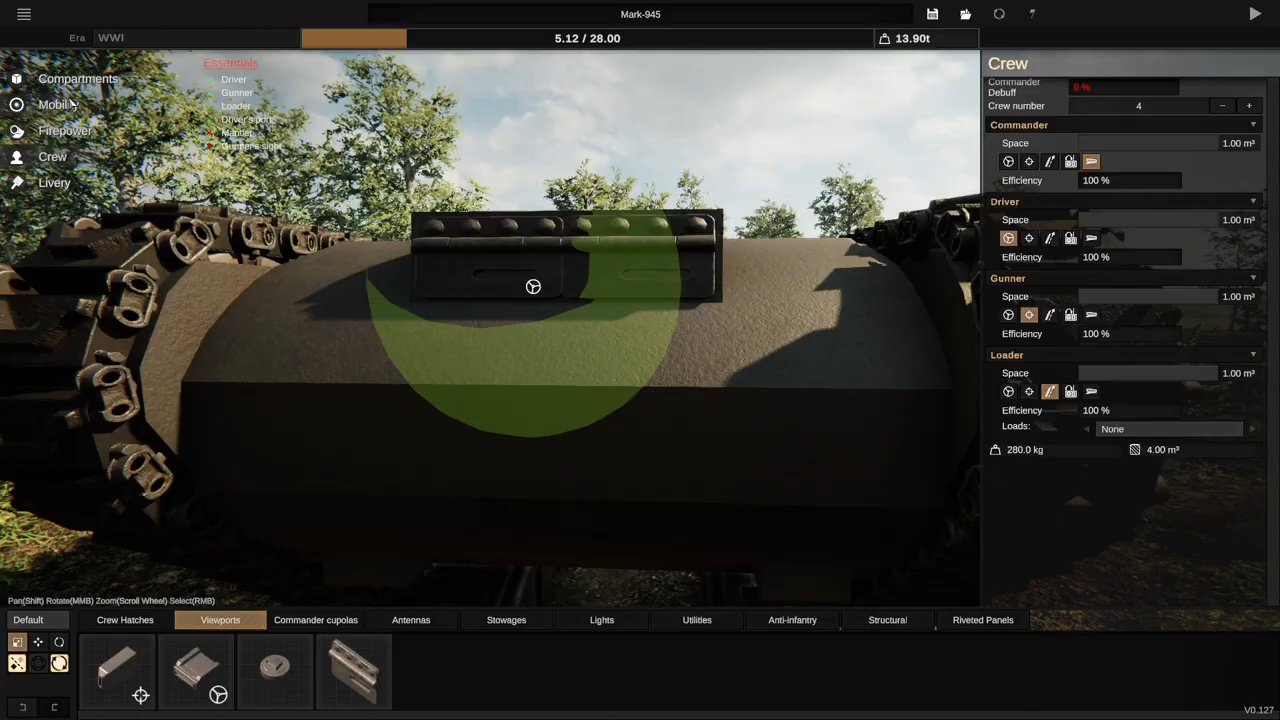 Mark-945
Era WWI 5.12 / 28.00 13.90t
Compartments
Mobil
Firepower
Crew
Livery
Essentials
Driver
Gunner
Loader
Driver's port
Mantlet
Gunner's sight
Crew
Commander Debuff 0 %
Crew number 4 − +
Commander
Space 1.00 m³
Efficiency 100 %
Driver
Space 1.00 m³
Efficiency 100 %
Gunner
Space 1.00 m³
Efficiency 100 %
Loader
Space 1.00 m³
Efficiency 100 %
Loads: None
280.0 kg 4.00 m³
Pan(Shift) Rotate(MMB) Zoom(Scroll Wheel) Select(RMB)
Default Crew Hatches Viewports Commander cupolas Antennas Stowages Lights Utilities Anti-infantry Structural Riveted Panels
V0.127